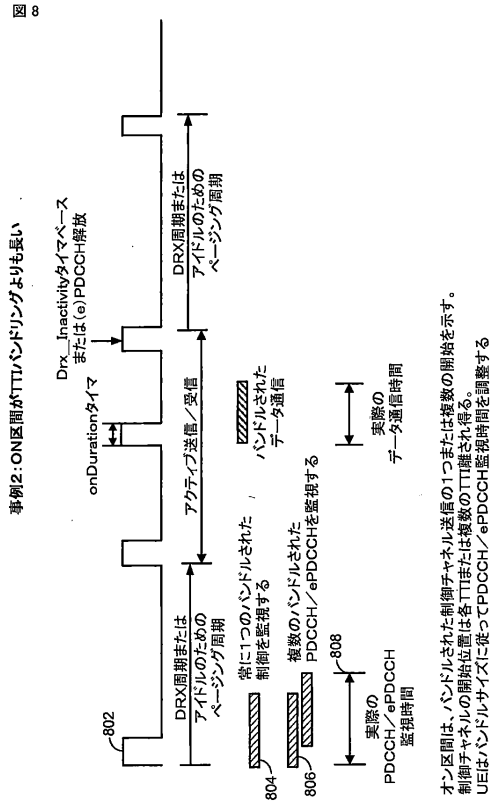 図 8
事例2:ON区間がTTIバンドリングよりも長い
802
onDurationタイマ
Drx__Inactivityタイマベース
または(e)PDCCH解放
DRX周期または
アイドルのための
ページング周期
アクティブ送信/受信
DRX周期または
アイドルのための
ページング周期
804
常に1つのバンドルされた
制御を監視する
バンドルされた
データ通信
806
複数のバンドルされた
PDCCH/ePDCCHを監視する
808
実際の
PDCCH/ePDCCH
監視時間
実際の
データ通信時間
オン区間は、バンドルされた制御チャネル送信の1つまたは複数の開始を示す。
制御チャネルの開始位置は各TTIまたは複数のTTI離され得る。
UEはバンドルサイズに従ってPDCCH/ePDCCH監視時間を調整する